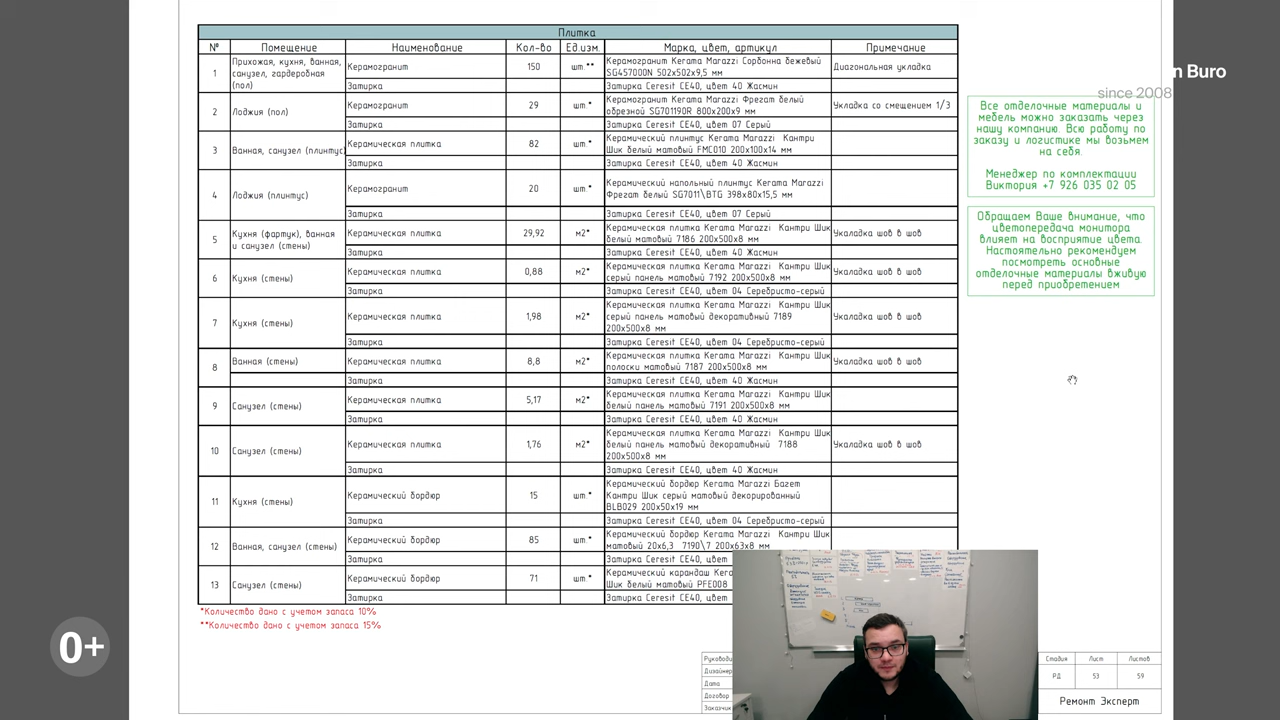 Плитка
№ Помещение Наименование Кол-во Ед.изм. Марка, цвет, артикул Примечание
1 Прихожая, кухня, ванная, санузел, гардеробная (пол) Керамогранит 150 шт.** Керамогранит Kerama Marazzi Сорбонна бежевый SG457000N 502x502x9,5 мм Диагональная укладка
Затирка Затирка Ceresit CE40, цвет 40 Жасмин
2 Лоджия (пол) Керамогранит 29 шт.* Керамогранит Kerama Marazzi Фрегат белый обрезной SG701190R 800x200x9 мм Укладка со смещением 1/3
Затирка Затирка Ceresit CE40, цвет 07 Серый
3 Ванная, санузел (плинтус) Керамическая плитка 82 шт.* Керамический плинтус Kerama Marazzi Кантри Шик белый матовый FMC010 200x100x14 мм
Затирка Затирка Ceresit CE40, цвет 40 Жасмин
4 Лоджия (плинтус) Керамогранит 20 шт.* Керамический напольный плинтус Kerama Marazzi Фрегат белый SG7011\BTG 398x80x15,5 мм
Затирка Затирка Ceresit CE40, цвет 07 Серый
5 Кухня (фартук), ванная и санузел (стены) Керамическая плитка 29,92 м2* Керамическая плитка Kerama Marazzi Кантри Шик белый матовый 7186 200x500x8 мм Укаладка шов в шов
Затирка Затирка Ceresit CE40, цвет 40 Жасмин
6 Кухня (стены) Керамическая плитка 0,88 м2* Керамическая плитка Kerama Marazzi Кантри Шик серый панель матовый 7192 200x500x8 мм Укаладка шов в шов
Затирка Затирка Ceresit CE40, цвет 04 Серебристо-серый
7 Кухня (стены) Керамическая плитка 1,98 м2* Керамическая плитка Kerama Marazzi Кантри Шик серый панель матовый декоративный 7189 200x500x8 мм Укаладка шов в шов
Затирка Затирка Ceresit CE40, цвет 04 Серебристо-серый
8 Ванная (стены) Керамическая плитка 8,8 м2* Керамическая плитка Kerama Marazzi Кантри Шик полоски матовый 7187 200x500x8 мм Укаладка шов в шов
Затирка Затирка Ceresit CE40, цвет 40 Жасмин
9 Санузел (стены) Керамическая плитка 5,17 м2* Керамическая плитка Kerama Marazzi Кантри Шик белый панель матовый 7191 200x500x8 мм
Затирка Затирка Ceresit CE40, цвет 40 Жасмин
10 Санузел (стены) Керамическая плитка 1,76 м2* Керамическая плитка Kerama Marazzi Кантри Шик белый панель матовый декоративный 7188 200x500x8 мм Укаладка шов в шов
Затирка Затирка Ceresit CE40, цвет 40 Жасмин
11 Кухня (стены) Керамический бордюр 15 шт.* Керамический бордюр Kerama Marazzi Багет Кантри Шик серый матовый декорированный BLB029 200x50x19 мм
Затирка Затирка Ceresit CE40, цвет 04 Серебристо-серый
12 Ванная, санузел (стены) Керамический бордюр 85 шт.* Керамический бордюр Kerama Marazzi Кантри Шик матовый 20x6,3 7190\7 200x63x8 мм
Затирка Затирка Ceresit CE40, цвет
13 Санузел (стены) Керамический бордюр 71 шт.* Керамический карандаш Kera Шик белый матовый PFE008
Затирка Затирка Ceresit CE40, цвет
*Количество дано с учетом запаса 10%
**Количество дано с учетом запаса 15%
n Buro
since 2008
Все отделочные материалы и
мебель можно заказать через
нашу компанию. Всю работу по
заказу и логистике мы возьмем
на себя.
Менеджер по комплектации
Виктория +7 926 035 02 05
Обращаем Ваше внимание, что
цветопередача монитора
влияет на восприятие цвета.
Настоятельно рекомендуем
посмотреть основные
отделочные материалы вживую
перед приобретением
0+
Руководи
Дизайнер
Дата
Договор
Заказчик
Стадия Лист Листов
РД 53 59
Ремонт Эксперт